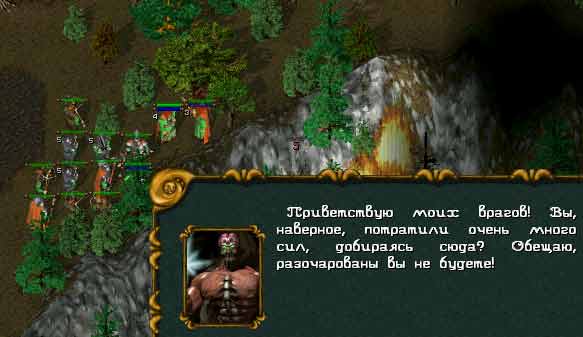 Приветствую моих врагов! Вы,
наверное, потратили очень много
сил, добираясь сюда? Обещаю,
разочарованы вы не будете!